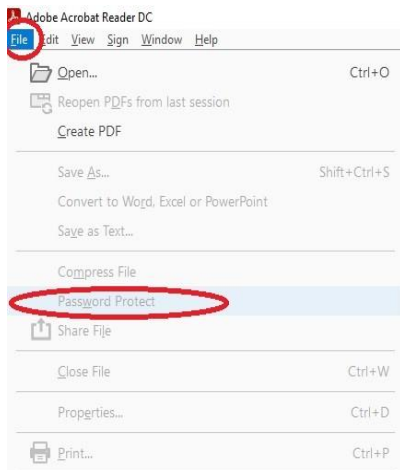 Adobe Acrobat Reader DC
File Edit View Sign Window Help
Open... Ctrl+O
Reopen PDFs from last session
Create PDF
Save As... Shift+Ctrl+S
Convert to Word, Excel or PowerPoint
Save as Text...
Compress File
Password Protect
Share File
Close File Ctrl+W
Properties... Ctrl+D
Print... Ctrl+P